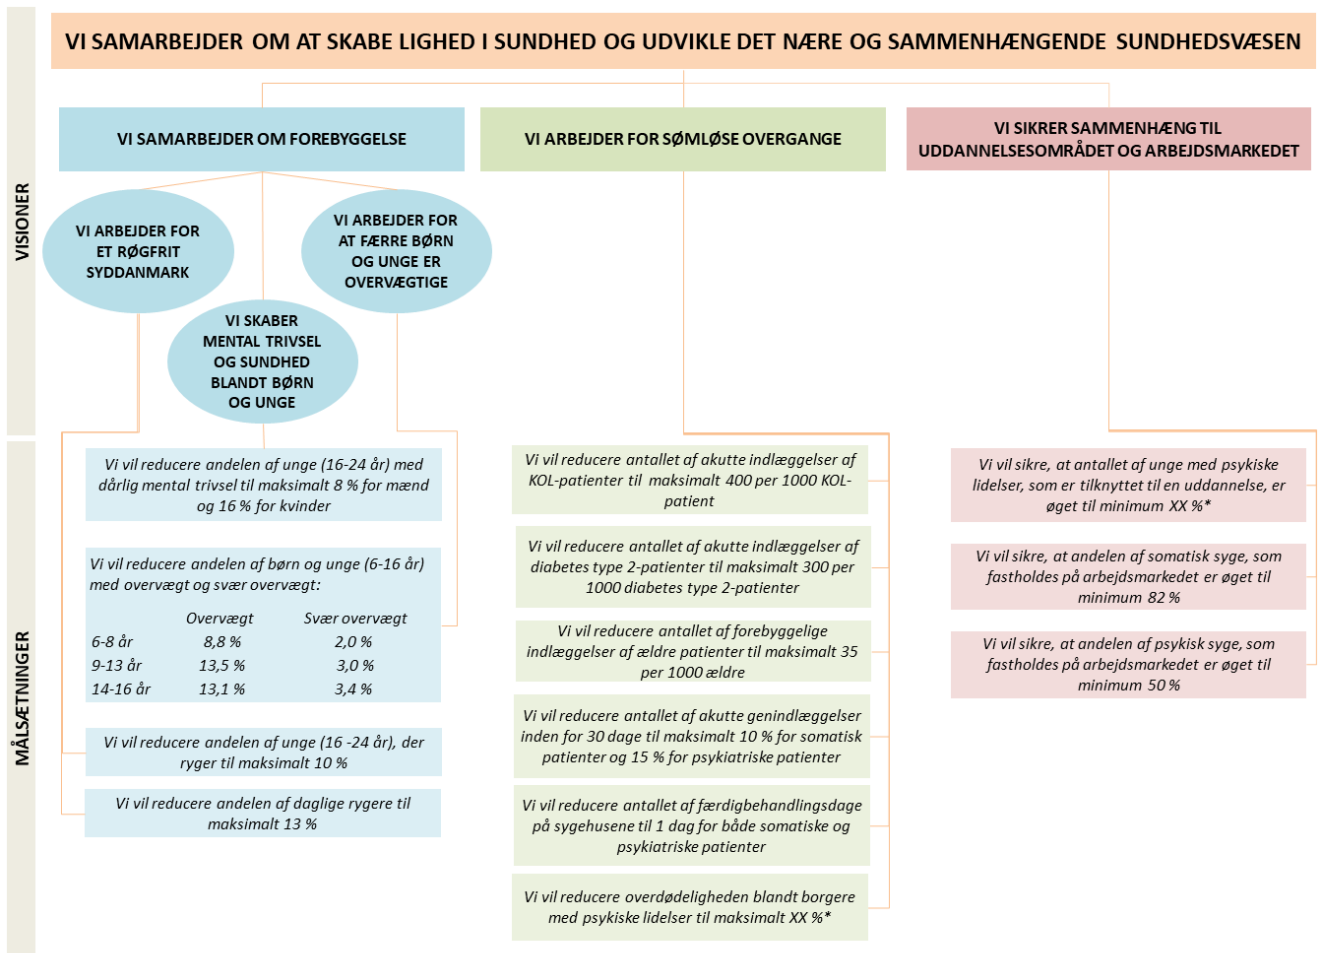 VI SAMARBEJDER OM AT SKABE LIGHED I SUNDHED OG UDVIKLE DET NÆRE OG SAMMENHÆNGENDE SUNDHEDSVÆSEN
VISIONER
VI SAMARBEJDER OM FOREBYGGELSE
VI ARBEJDER FOR
ET RØGFRIT
SYDDANMARK
VI SKABER
MENTAL TRIVSEL
OG SUNDHED
BLANDT BØRN
OG UNGE
VI ARBEJDER FOR
AT FÆRRE BØRN
OG UNGE ER
OVERVÆGTIGE
VI ARBEJDER FOR SØMLØSE OVERGANGE
VI SIKRER SAMMENHÆNG TIL
UDDANNELSESOMRÅDET OG ARBEJDSMARKEDET
MÅLSÆTNINGER
Vi vil reducere andelen af unge (16-24 år) med
dårlig mental trivsel til maksimalt 8 % for mænd
og 16 % for kvinder
Vi vil reducere andelen af børn og unge (6-16 år)
med overvægt og svær overvægt:
Overvægt Svær overvægt
6-8 år 8,8 % 2,0 %
9-13 år 13,5 % 3,0 %
14-16 år 13,1 % 3,4 %
Vi vil reducere andelen af unge (16 -24 år), der
ryger til maksimalt 10 %
Vi vil reducere andelen af daglige rygere til
maksimalt 13 %
Vi vil reducere antallet af akutte indlæggelser af
KOL-patienter til maksimalt 400 per 1000 KOL-
patient
Vi vil reducere antallet af akutte indlæggelser af
diabetes type 2-patienter til maksimalt 300 per
1000 diabetes type 2-patienter
Vi vil reducere antallet af forebyggelige
indlæggelser af ældre patienter til maksimalt 35
per 1000 ældre
Vi vil reducere antallet af akutte genindlæggelser
inden for 30 dage til maksimalt 10 % for somatisk
patienter og 15 % for psykiatriske patienter
Vi vil reducere antallet af færdigbehandlingsdage
på sygehusene til 1 dag for både somatiske og
psykiatriske patienter
Vi vil reducere overdødeligheden blandt borgere
med psykiske lidelser til maksimalt XX %*
Vi vil sikre, at antallet af unge med psykiske
lidelser, som er tilknyttet til en uddannelse, er
øget til minimum XX %*
Vi vil sikre, at andelen af somatisk syge, som
fastholdes på arbejdsmarkedet er øget til
minimum 82 %
Vi vil sikre, at andelen af psykisk syge, som
fastholdes på arbejdsmarkedet er øget til
minimum 50 %